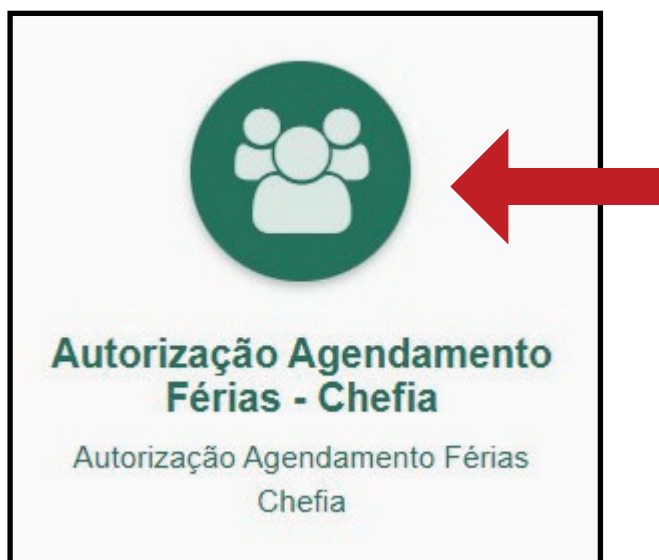 Autorização Agendamento
Férias - Chefia
Autorização Agendamento Férias
Chefia